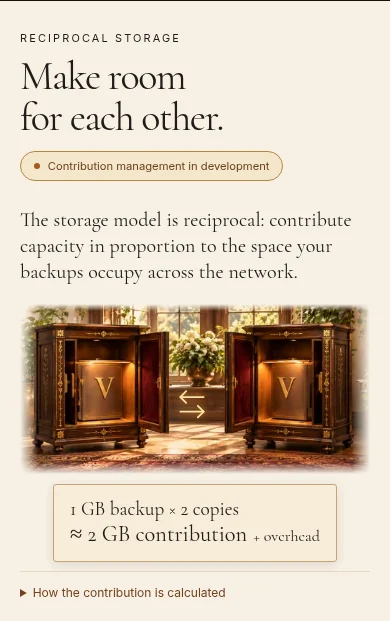 RECIPROCAL STORAGE
Make room
for each other.
Contribution management in development
The storage model is reciprocal: contribute
capacity in proportion to the space your
backups occupy across the network.
V V
1 GB backup × 2 copies
≈ 2 GB contribution + overhead
How the contribution is calculated